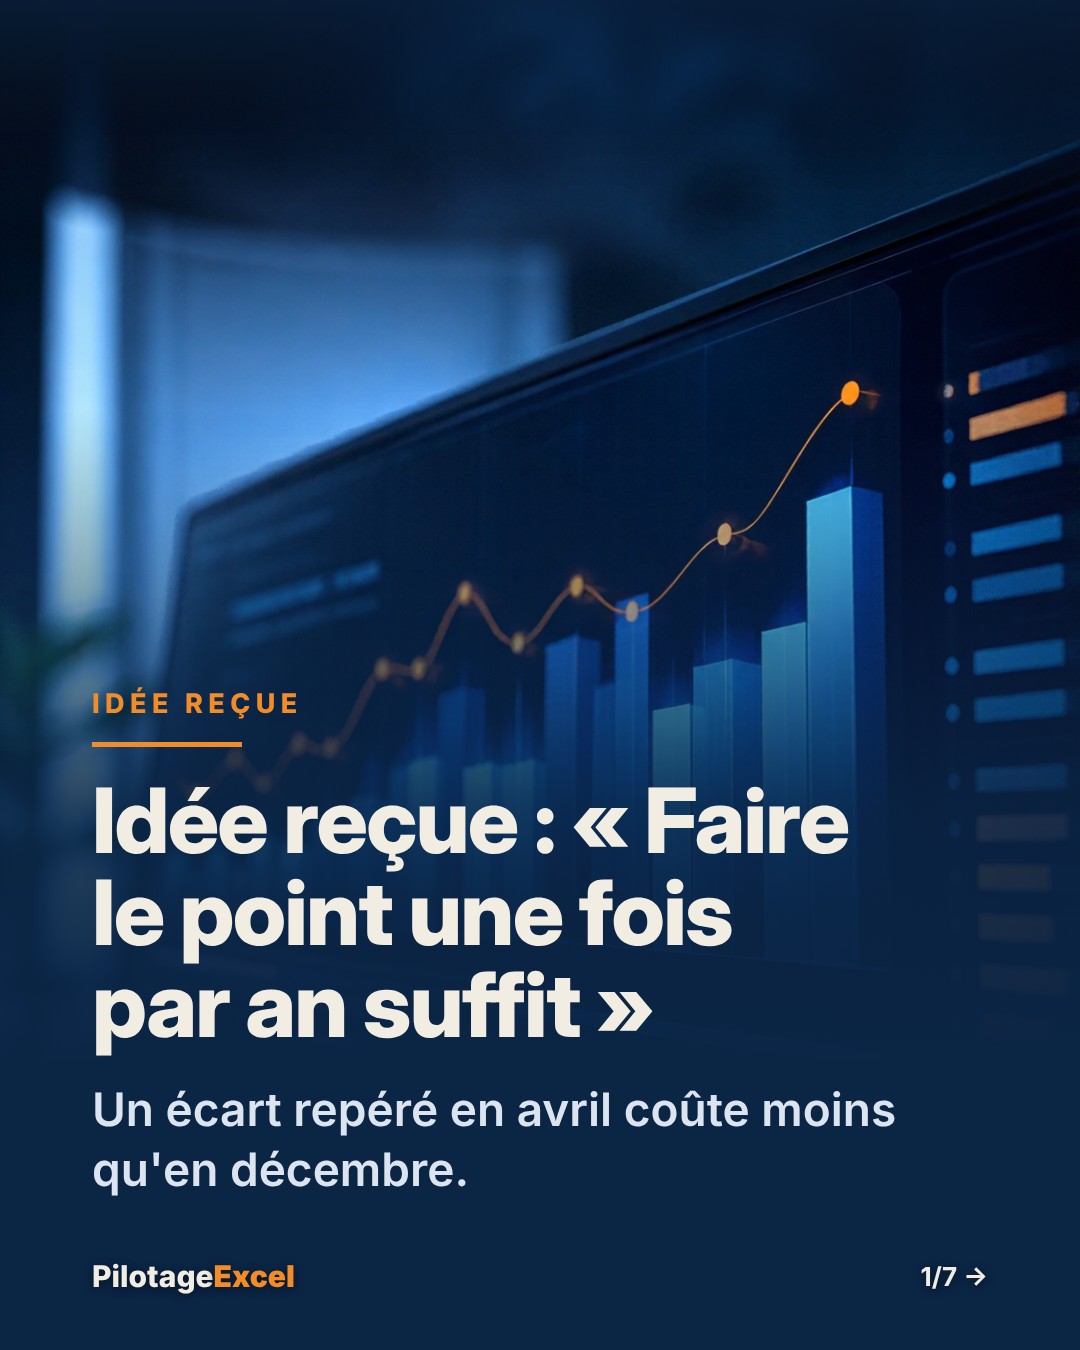 IDÉE REÇUE
Idée reçue : « Faire
le point une fois
par an suffit »
Un écart repéré en avril coûte moins
qu'en décembre.
PilotageExcel
1/7 →